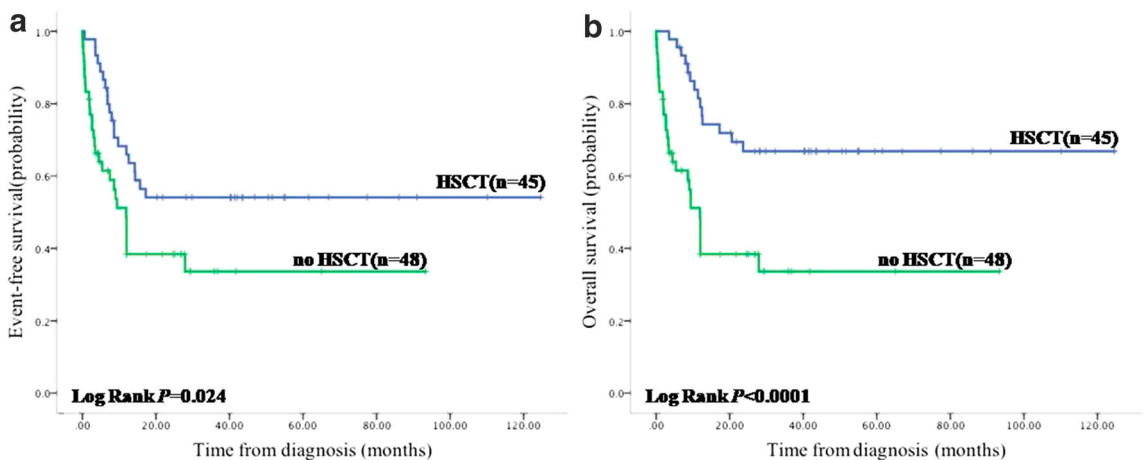 a
Event-free survival(probability)
1.0
0.8
0.6
0.4
0.2
0.0
HSCT(n=45)
no HSCT(n=48)
Log Rank P=0.024
.00 20.00 40.00 60.00 80.00 100.00 120.00
Time from diagnosis (months)
b
Overall survival (probability)
1.0
0.8
0.6
0.4
0.2
0.0
HSCT(n=45)
no HSCT(n=48)
Log Rank P<0.0001
.00 20.00 40.00 60.00 80.00 100.00 120.00
Time from diagnosis (months)